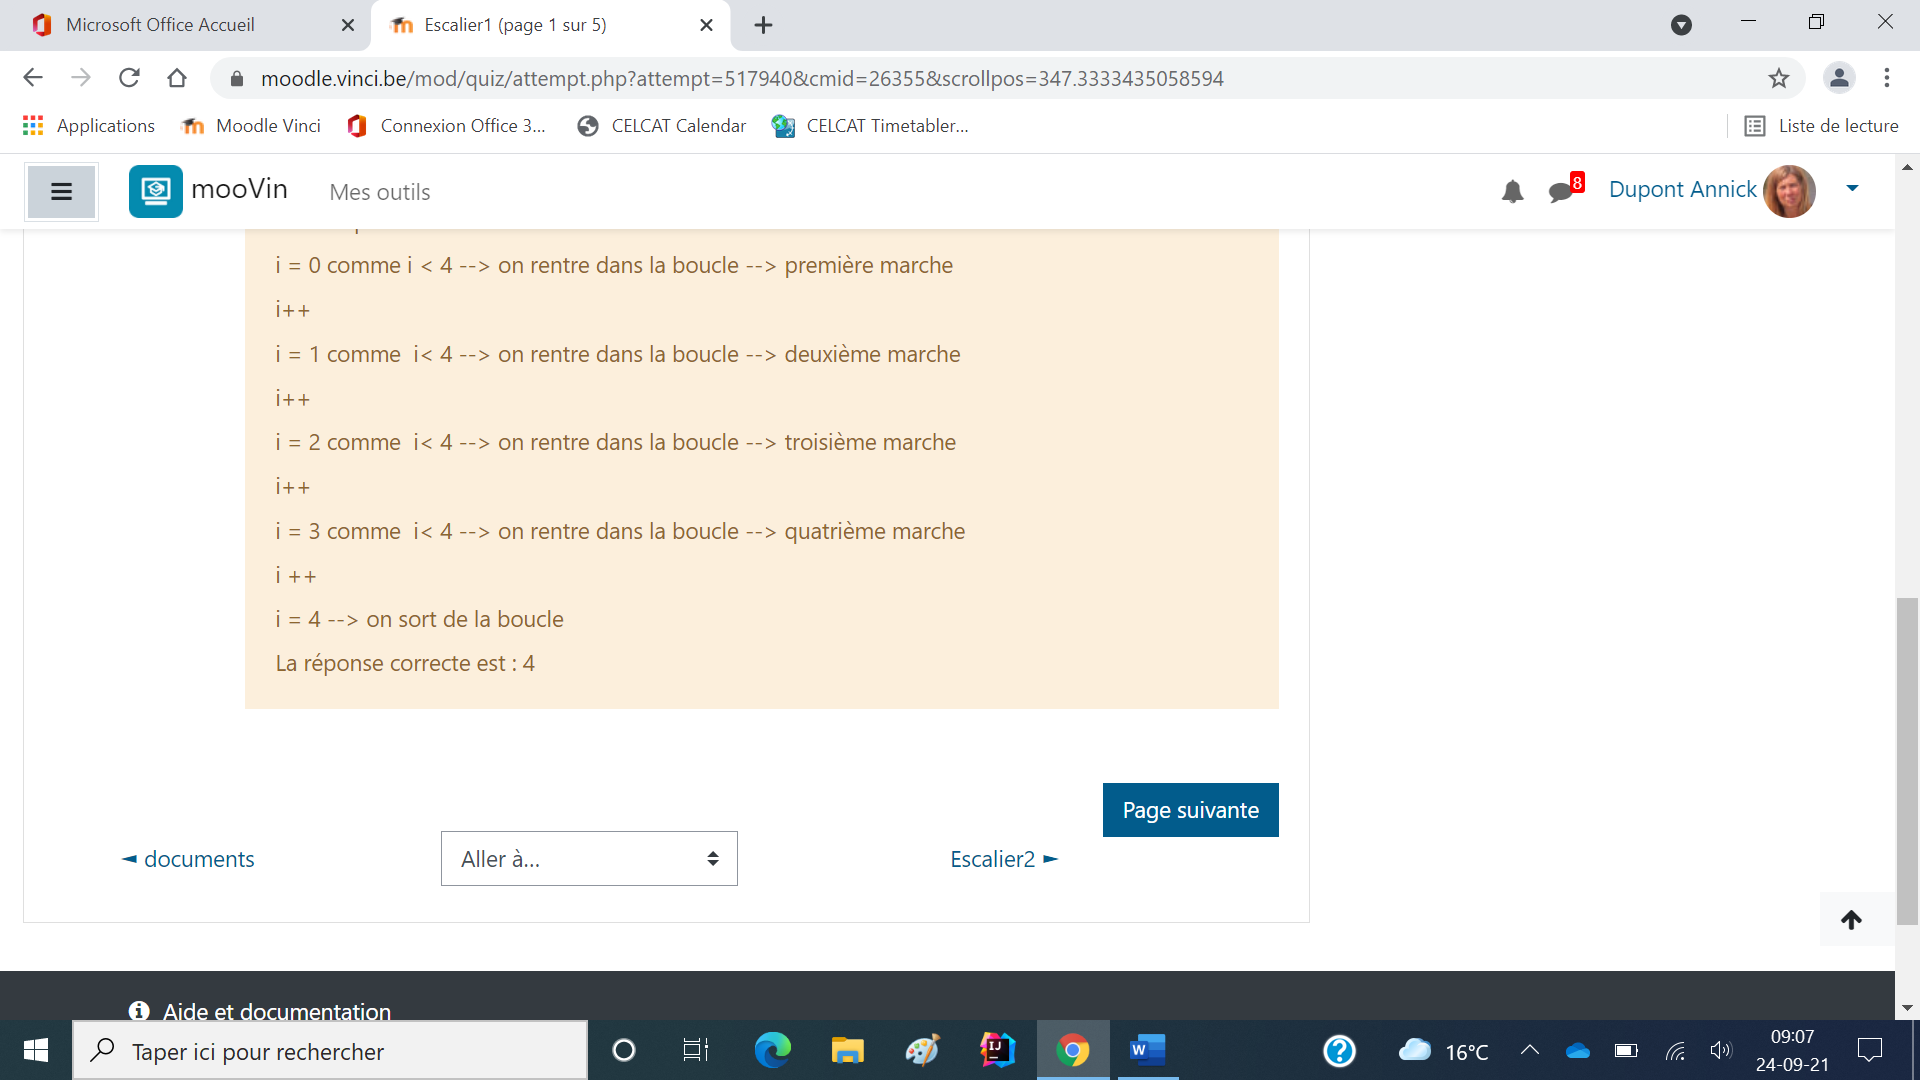 Microsoft Office Accueil
Escalier1 (page 1 sur 5)
moodle.vinci.be/mod/quiz/attempt.php?attempt=517940&cmid=26355&scrollpos=347.3333435058594
Applications Moodle Vinci Connexion Office 3... CELCAT Calendar CELCAT Timetabler... Liste de lecture
mooVin Mes outils 8 Dupont Annick
i = 0 comme i < 4 --> on rentre dans la boucle --> première marche
i++
i = 1 comme  i< 4 --> on rentre dans la boucle --> deuxième marche
i++
i = 2 comme  i< 4 --> on rentre dans la boucle --> troisième marche
i++
i = 3 comme  i< 4 --> on rentre dans la boucle --> quatrième marche
i ++
i = 4 --> on sort de la boucle
La réponse correcte est : 4
Page suivante
◄ documents Aller à... Escalier2 ►
Aide et documentation
Taper ici pour rechercher
IJ
W
16°C
09:07
24-09-21